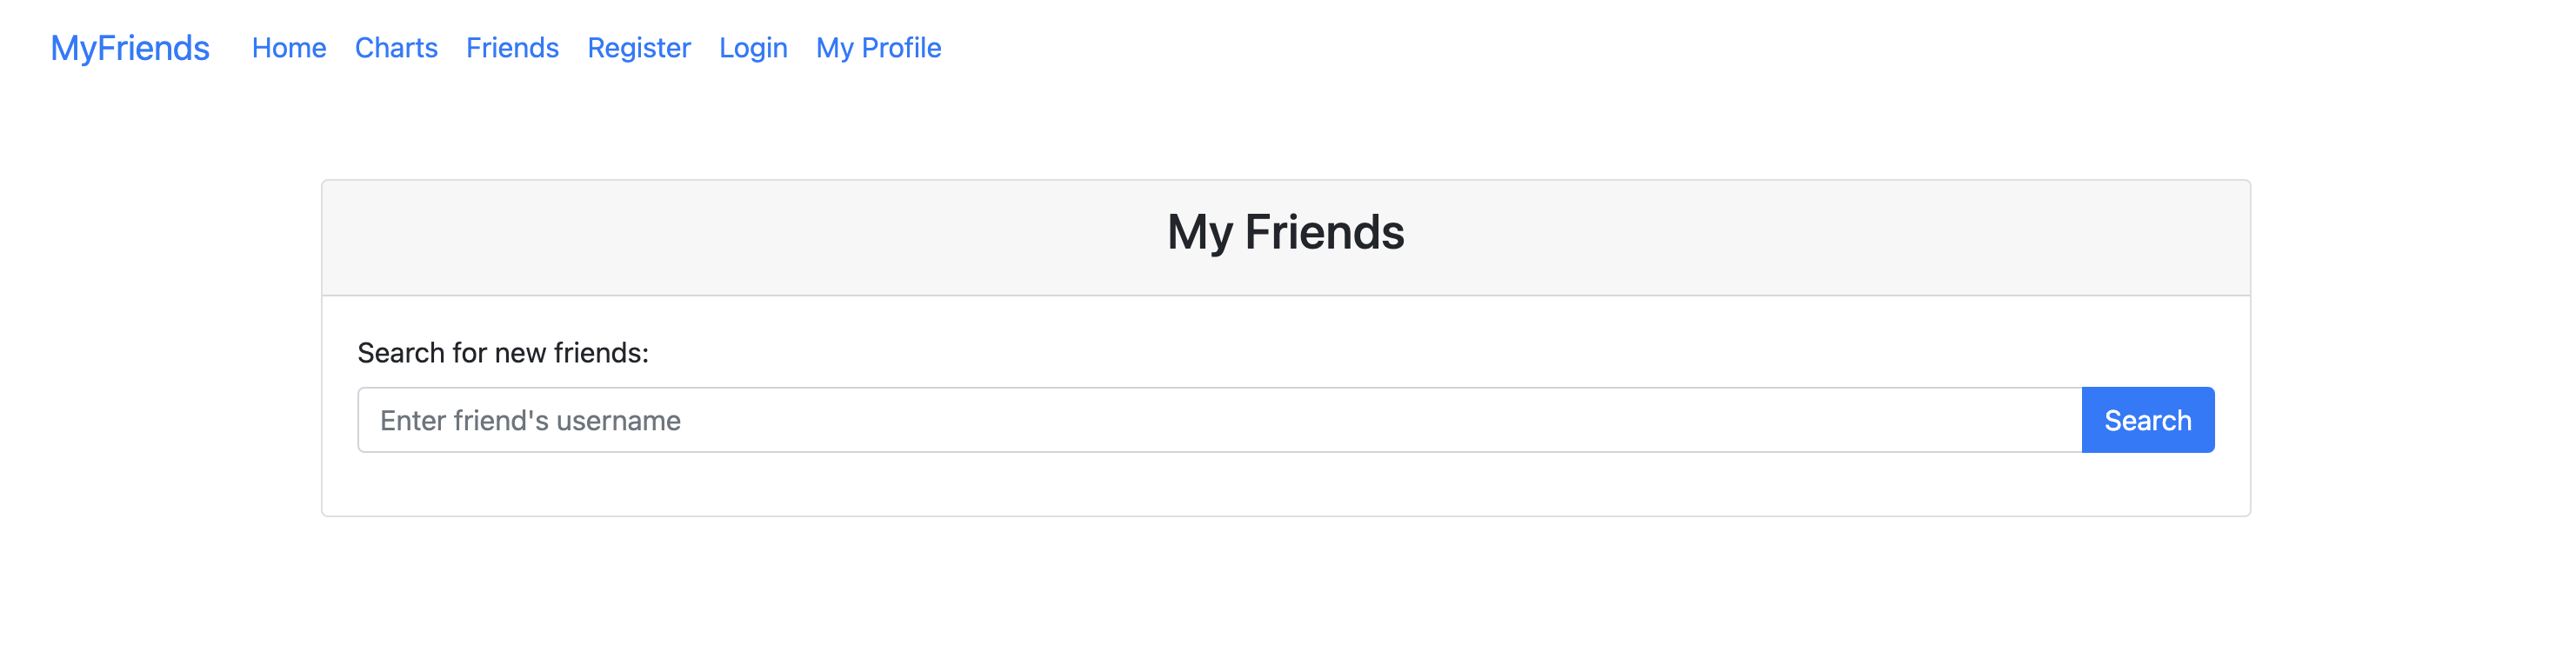 MyFriends Home Charts Friends Register Login My Profile
My Friends
Search for new friends:
Enter friend's username Search